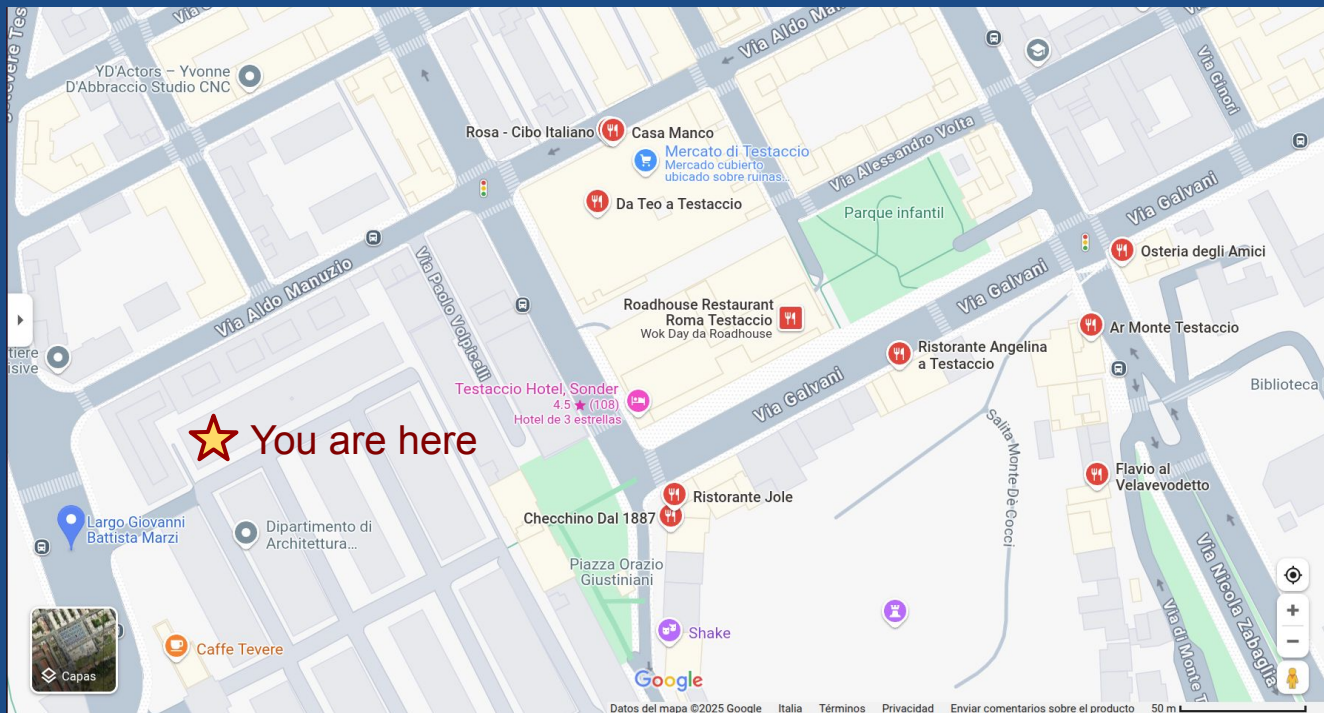 YD'Actors – Yvonne
D'Abbraccio Studio CNC
Via Aldo
Via Ginori
Rosa - Cibo Italiano
Casa Manco
Mercato di Testaccio
Mercado cubierto
ubicado sobre ruinas...
Via Alessandro Volta
Da Teo a Testaccio
Parque infantil
Via Galvani
Osteria degli Amici
Via Aldo Manuzio
Via Paolo Volpicelli
Roadhouse Restaurant
Roma Testaccio
Wok Day da Roadhouse
Via Galvani
Ar Monte Testaccio
Ristorante Angelina
a Testaccio
Biblioteca
Testaccio Hotel, Sonder
4.5 ★ (108)
Hotel de 3 estrellas
Via Galvani
Salita Monte Dè Cocci
You are here
Flavio al
Velavevodetto
Ristorante Jole
Checchino Dal 1887
Largo Giovanni
Battista Marzi
Dipartimento di
Architettura...
Piazza Orazio
Giustiniani
Via Nicola Zabaglia
Via di Monte
Shake
Caffe Tevere
Capas
Google
Datos del mapa ©2025 Google Italia Términos Privacidad Enviar comentarios sobre el producto 50 m